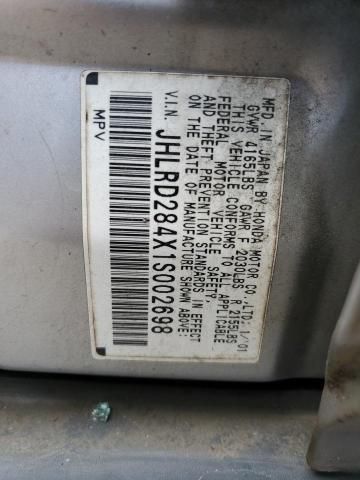 MFD. IN JAPAN BY HONDA MOTOR CO., LTD: 1/'01
GVWR 4165LBS GAWR F 2030LBS R 2155LBS
THIS VEHICLE CONFORMS TO ALL APPLICABLE
FEDERAL MOTOR VEHICLE SAFETY,
AND THEFT PREVENTION STANDARDS IN EFFECT
ON THE DATE OF MANUFACTURE SHOWN ABOVE:
V.I.N. JHLRD284X1S002698
MPV